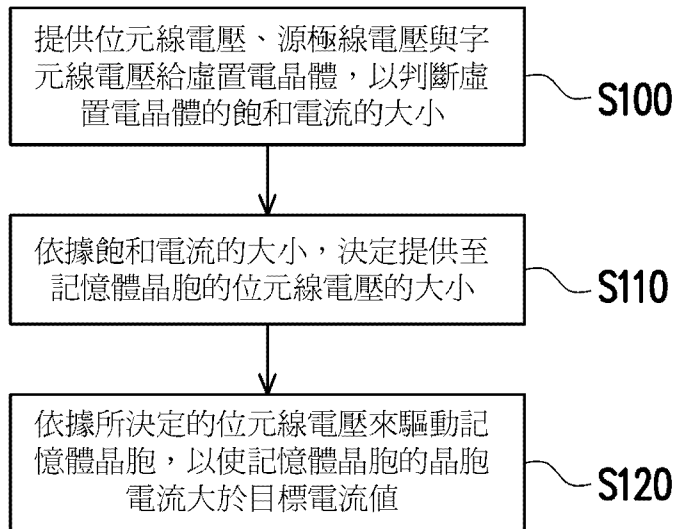 提供位元線電壓、源極線電壓與字
元線電壓給虛置電晶體，以判斷虛
置電晶體的飽和電流的大小
S100
依據飽和電流的大小，決定提供至
記憶體晶胞的位元線電壓的大小
S110
依據所決定的位元線電壓來驅動記
憶體晶胞，以使記憶體晶胞的晶胞
電流大於目標電流值
S120